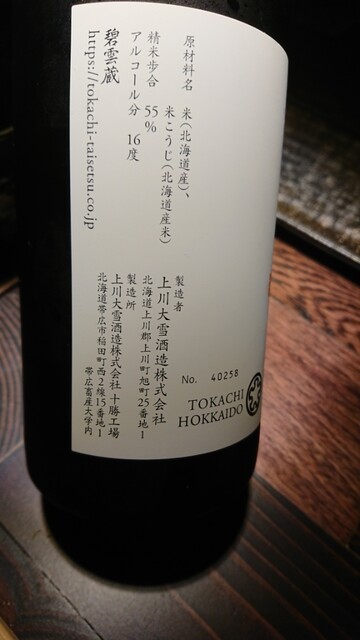 原材料名 米(北海道産)、
米こうじ(北海道産米)
精米歩合 55%
アルコール分 16度
碧雲蔵
https://tokachi-taisetsu.co.jp
製造者
上川大雪酒造株式会社
北海道上川郡上川町旭町25番地1
製造所
上川大雪酒造株式会社 十勝工場
北海道帯広市稲田町西2線15番地1
帯広畜産大学内
No. 40258
TOKACHI
HOKKAIDO